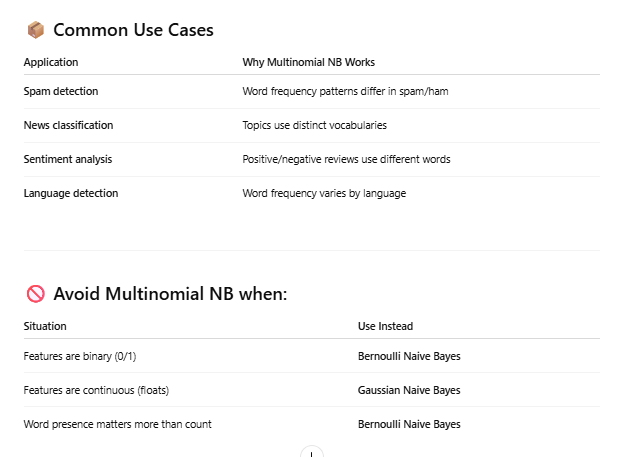 📦 Common Use Cases
Application Why Multinomial NB Works
Spam detection Word frequency patterns differ in spam/ham
News classification Topics use distinct vocabularies
Sentiment analysis Positive/negative reviews use different words
Language detection Word frequency varies by language
🚫 Avoid Multinomial NB when:
Situation Use Instead
Features are binary (0/1) Bernoulli Naive Bayes
Features are continuous (floats) Gaussian Naive Bayes
Word presence matters more than count Bernoulli Naive Bayes